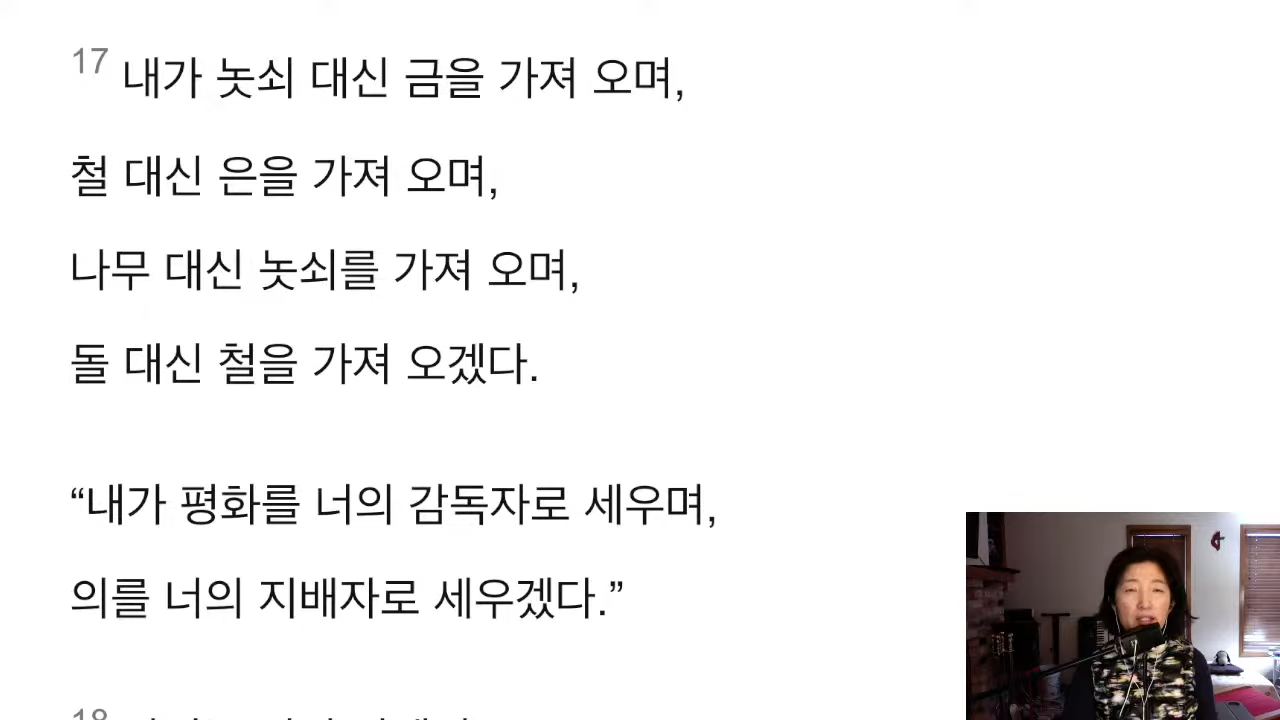 17 내가 놋쇠 대신 금을 가져 오며,
철 대신 은을 가져 오며,
나무 대신 놋쇠를 가져 오며,
돌 대신 철을 가져 오겠다.
“내가 평화를 너의 감독자로 세우며,
의를 너의 지배자로 세우겠다.”
18